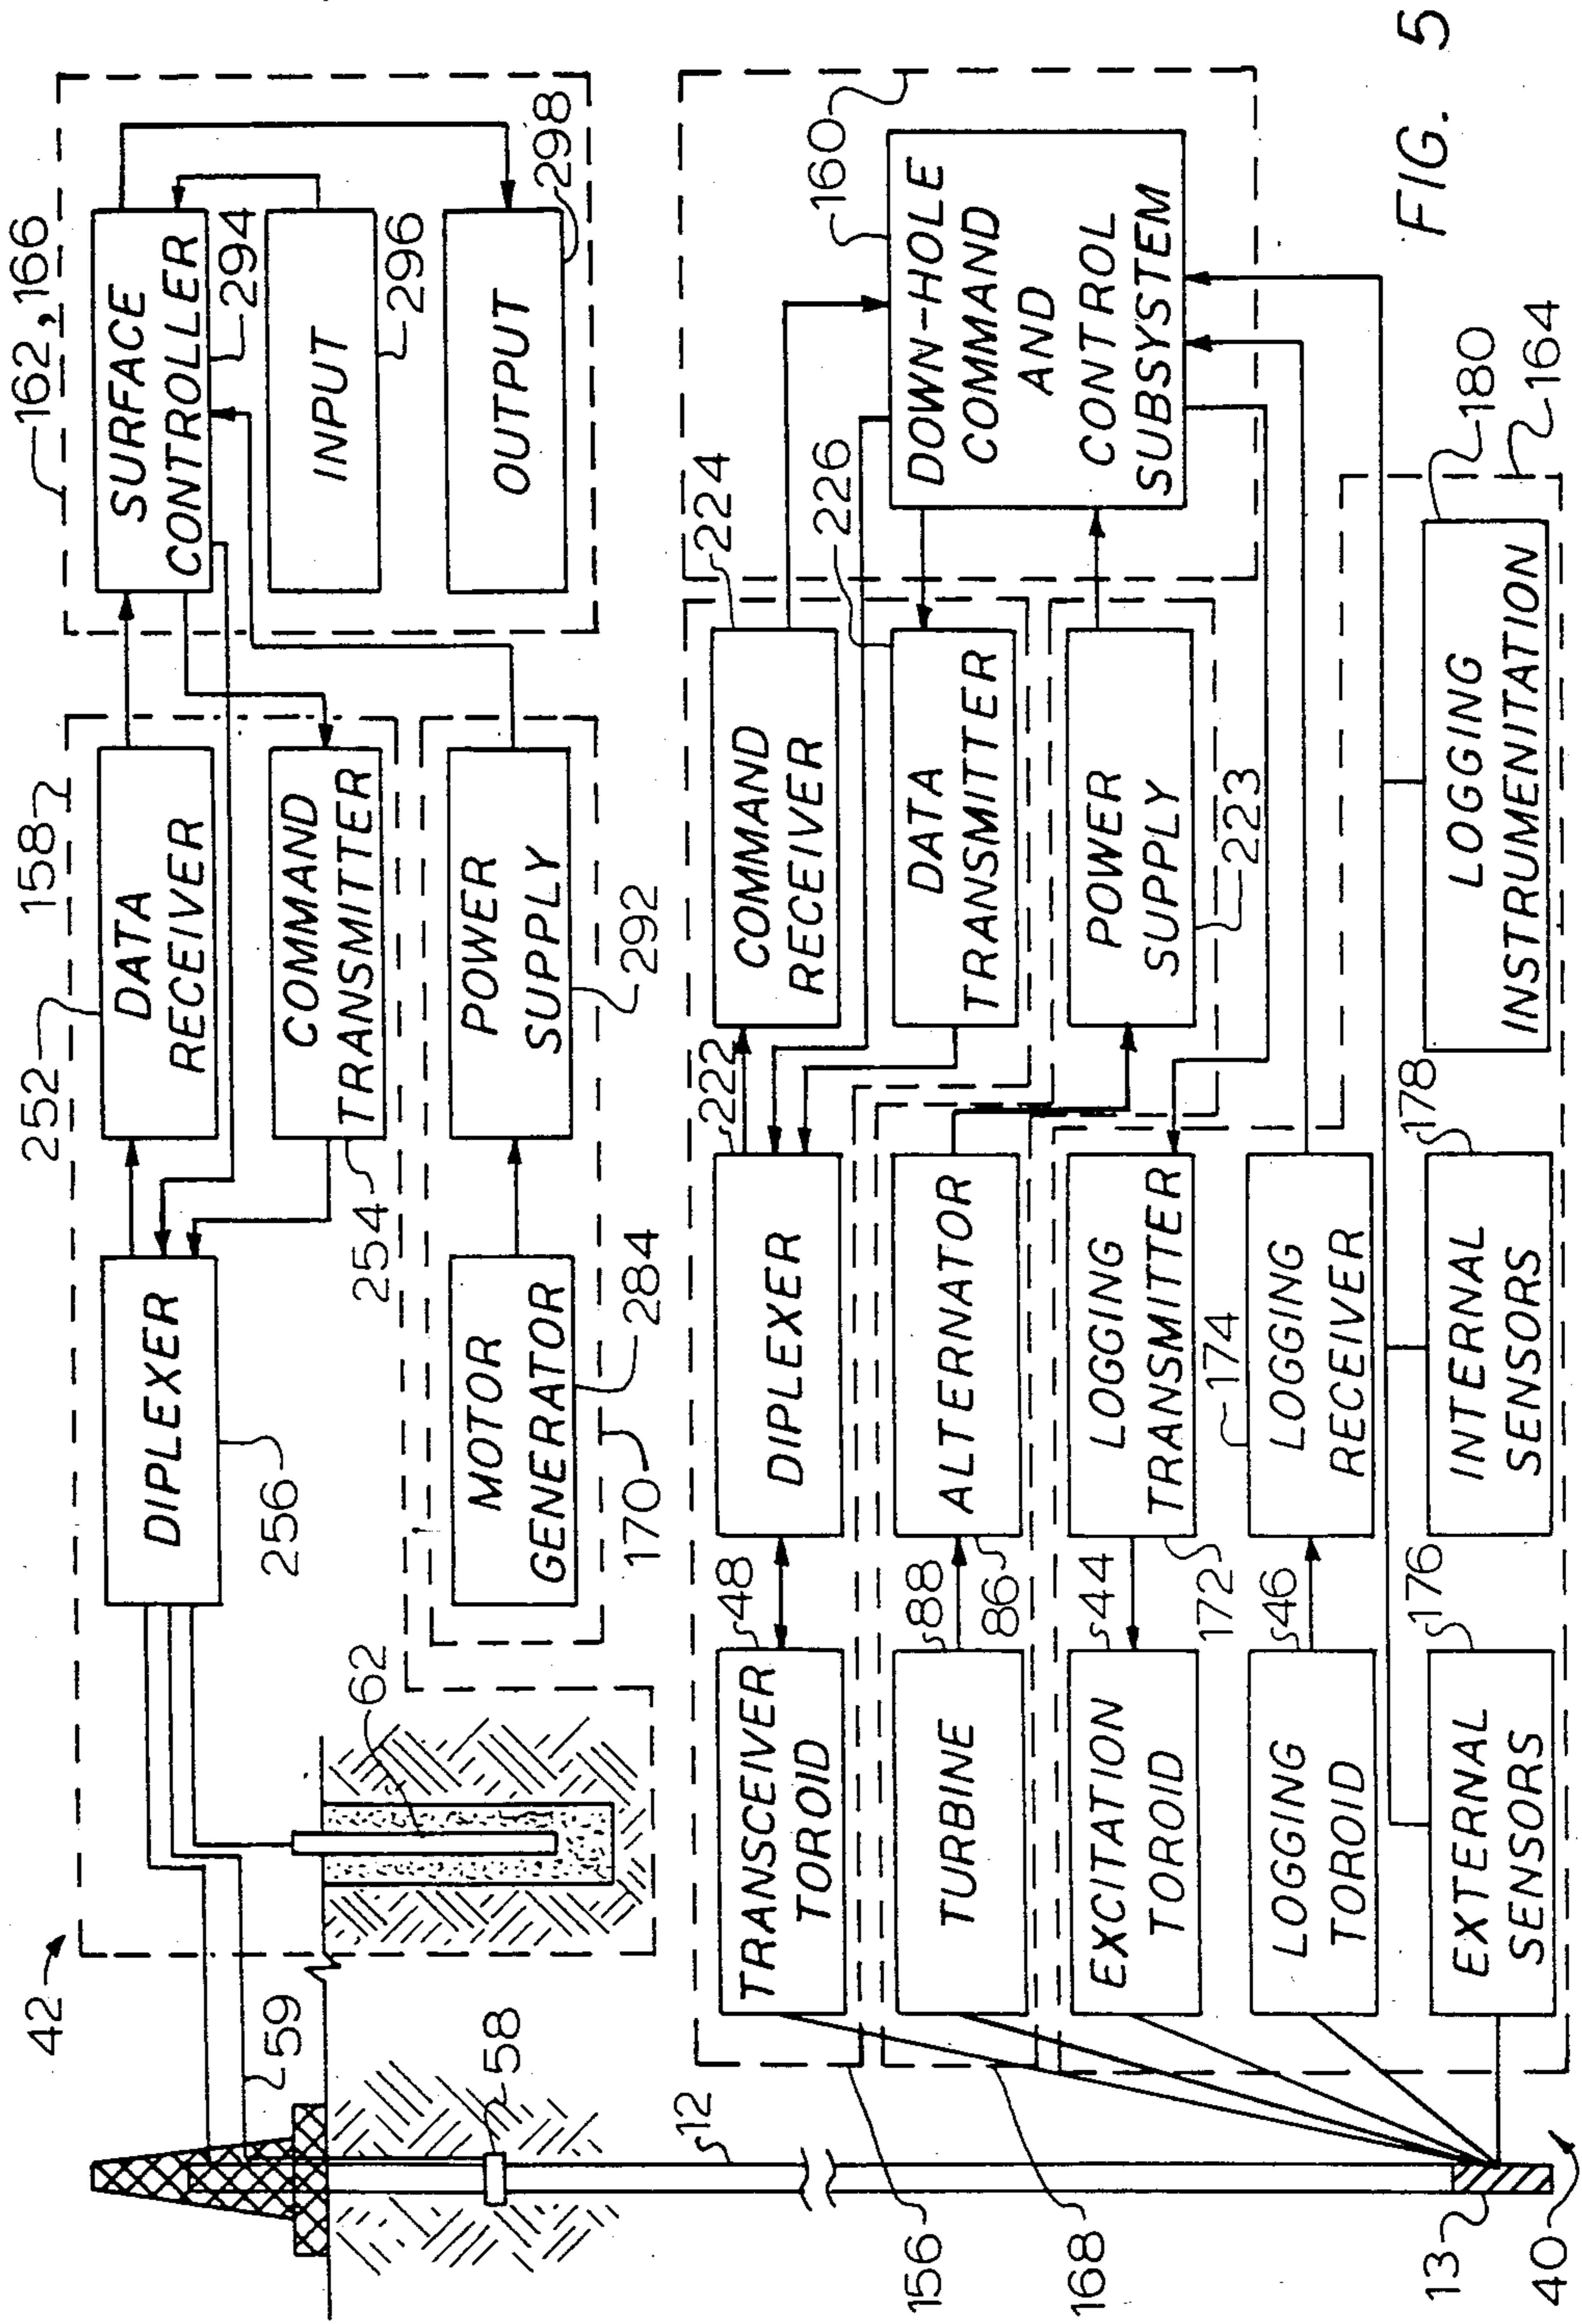 42
252
158
162, 166
DIPLEXER
256
DATA
RECEIVER
COMMAND
TRANSMITTER
254
SURFACE
CONTROLLER
294
INPUT
296
OUTPUT
298
MOTOR
GENERATOR
284
170
POWER
SUPPLY
292
59
62
58
12
TRANSCEIVER
TOROID
48
DIPLEXER
222
COMMAND
RECEIVER
224
TURBINE
88
ALTERNATOR
86
DATA
TRANSMITTER
226
DOWN-HOLE
COMMAND
AND
CONTROL
SUBSYSTEM
160
EXCITATION
TOROID
44
LOGGING
TRANSMITTER
172
POWER
SUPPLY
223
LOGGING
TOROID
46
LOGGING
RECEIVER
174
EXTERNAL
SENSORS
176
INTERNAL
SENSORS
178
LOGGING
INSTRUMENITATION
180
164
156
168
13
40
FIG. 5